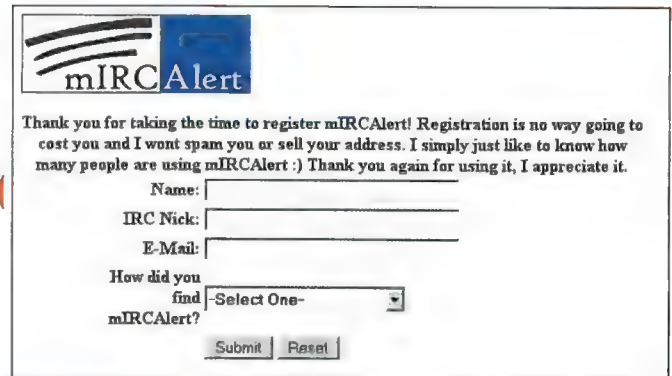 mIRCAlert
Thank you for taking the time to register mIRCAlert! Registration is no way going to
cost you and I wont spam you or sell your address. I simply just like to know how
many people are using mIRCAlert :) Thank you again for using it, I appreciate it.
Name:
IRC Nick:
E-Mail:
How did you
find -Select One-
mIRCAlert?
Submit Reset